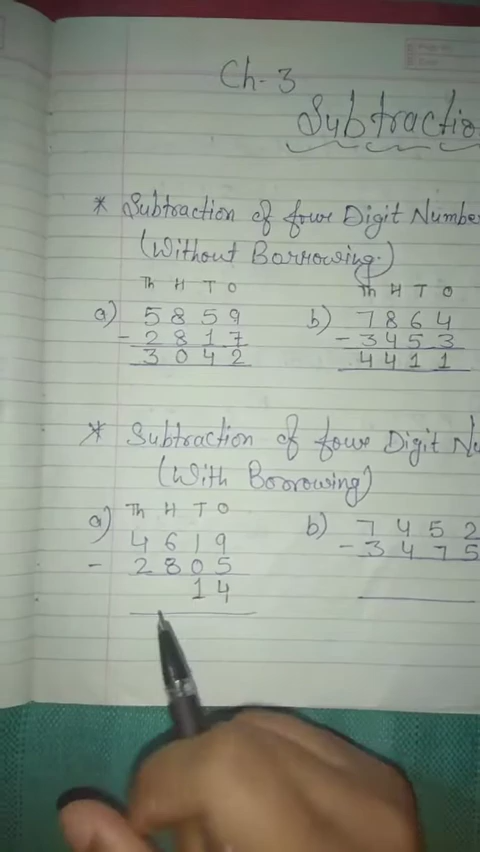 Ch-3
Subtractio
* Subtraction of four Digit Number
(Without Borrowing)
Th H T O
a) 5 8 5 9
- 2 8 1 7
3 0 4 2
Th H T O
b) 7 8 6 4
- 3 4 5 3
4 4 1 1
* Subtraction of four Digit Nu
(With Borrowing)
Th H T O
a) 4 6 1 9
- 2 8 0 5
1 4
b) 7 4 5 2
- 3 4 7 5